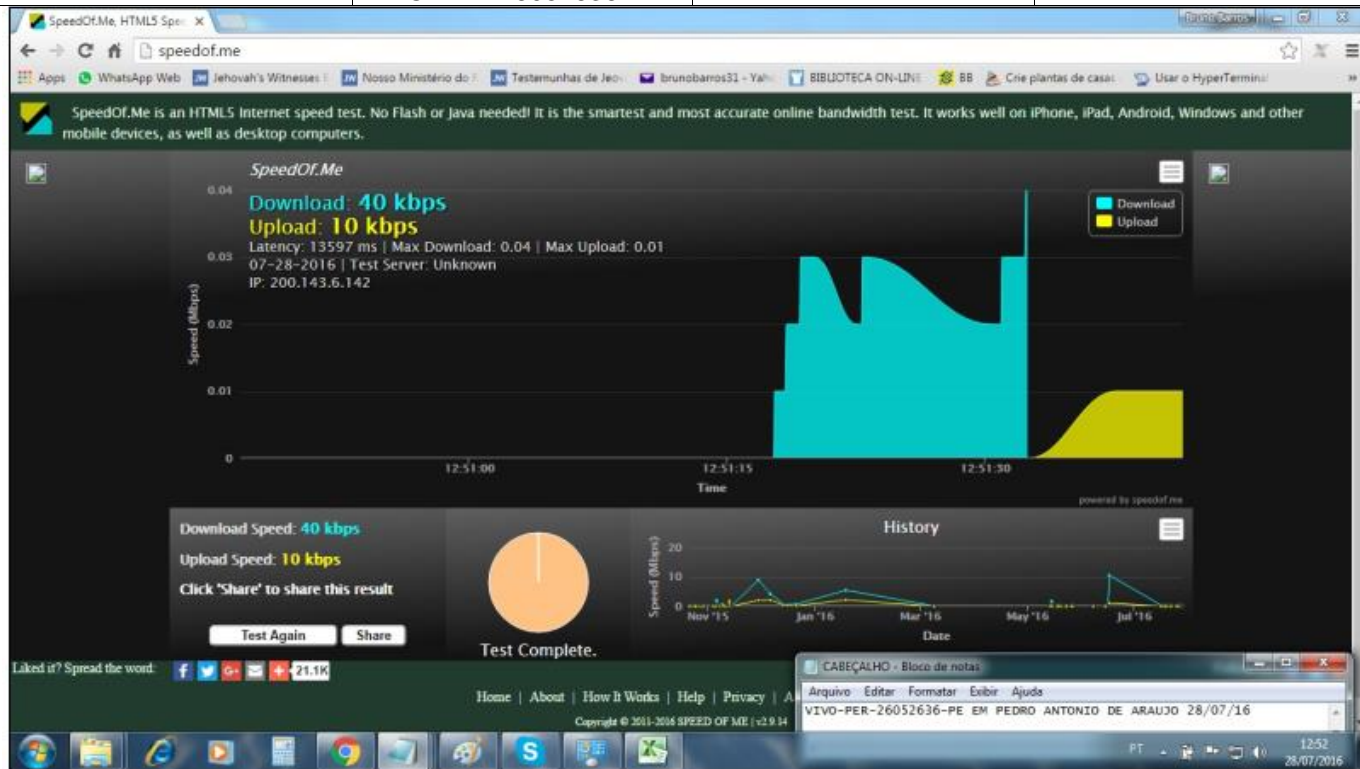 SpeedOf.Me, HTML5 Spe
speedof.me
Apps WhatsApp Web Jehovah's Witnesses Nosso Ministério do Testemunhas de Jeo brunobarros31 - Yah BIBLIOTECA ON-LINE BB Crie plantas de casas Usar o HyperTermina
SpeedOf.Me is an HTML5 Internet speed test. No Flash or Java needed! It is the smartest and most accurate online bandwidth test. It works well on iPhone, iPad, Android, Windows and other
mobile devices, as well as desktop computers.
SpeedOf.Me
Download: 40 kbps
Upload: 10 kbps
Latency: 13597 ms | Max Download: 0.04 | Max Upload: 0.01
07-28-2016 | Test Server: Unknown
IP: 200.143.6.142
Download
Upload
Speed (Mbps)
0.04
0.03
0.02
0.01
0
12:51:00 12:51:15 12:51:30
Time
powered by speedof.me
Download Speed: 40 kbps
Upload Speed: 10 kbps
Click 'Share' to share this result
Test Again Share
Test Complete.
History
Speed (Mbps)
20
10
0
Nov '15 Jan '16 Mar '16 May '16 Jul '16
Date
Liked it? Spread the word: 21.1K
Home | About | How It Works | Help | Privacy | A
Copyright © 2011-2016 SPEED OF ME | v2.9.14
CABEÇALHO - Bloco de notas
Arquivo Editar Formatar Exibir Ajuda
VIVO-PER-26052636-PE EM PEDRO ANTONIO DE ARAUJO 28/07/16
PT 12:52
28/07/2016